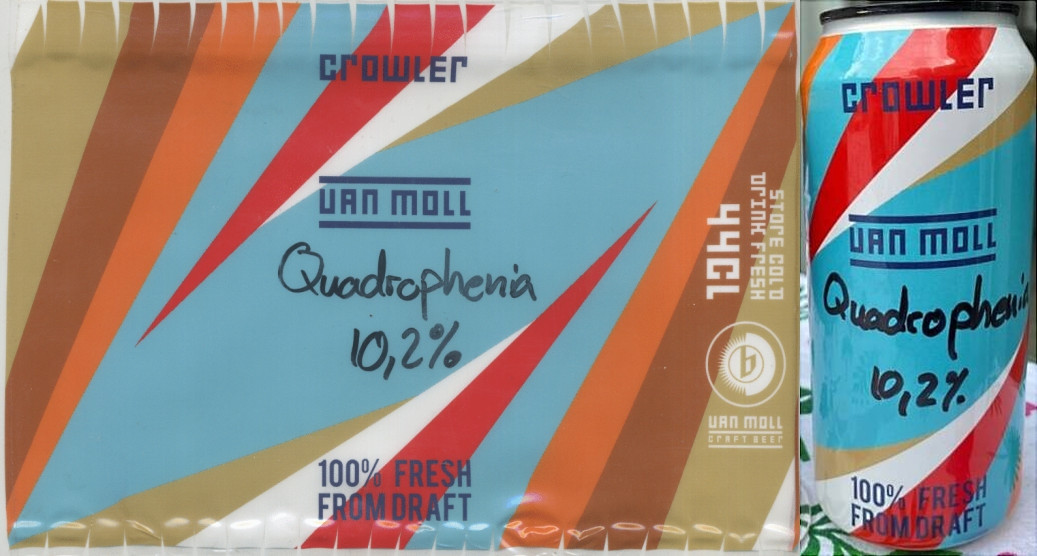 CROWLER
VAN MOLL
Quadrophenia
10,2%
100% FRESH
FROM DRAFT
STORE COLD
DRINK FRESH
1044
VAN MOLL
CRAFT BEER
CROWLER
VAN MOLL
Quadrophenia
10,2%
100% FRESH
FROM DRAFT